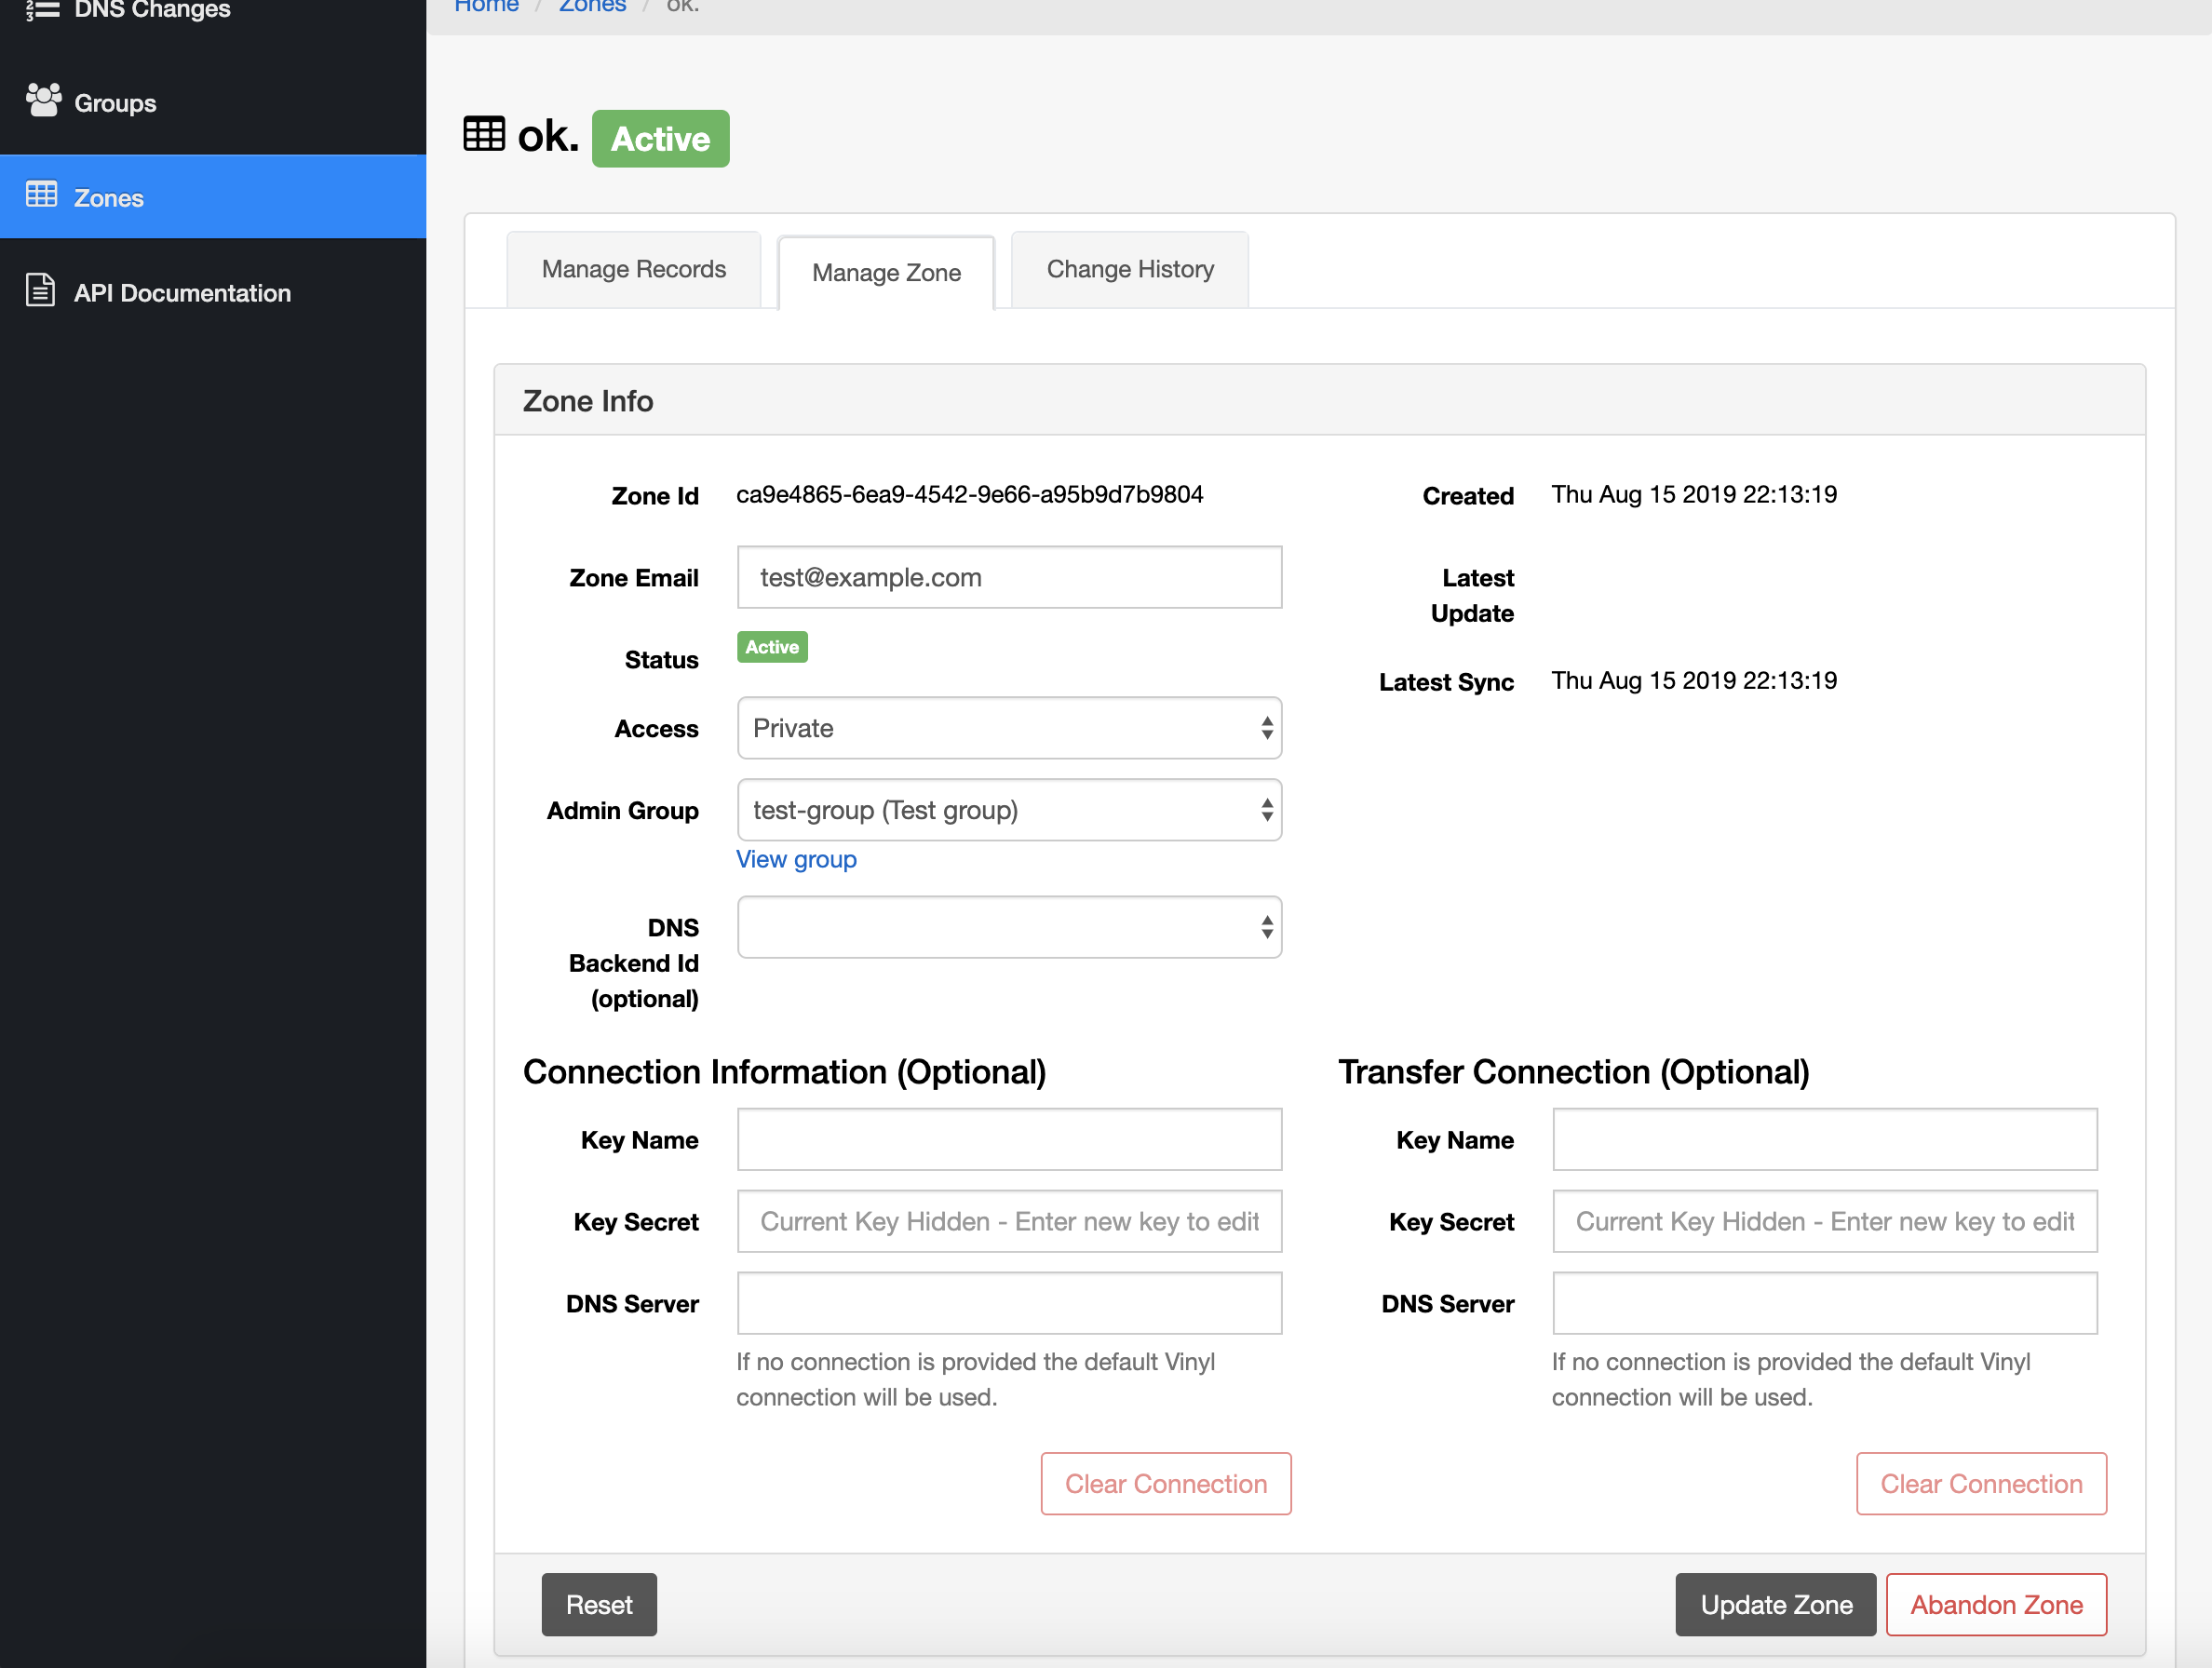 DNS Changes
Groups
Zones
API Documentation
Home / Zones / ok.
ok. Active
Manage Records
Manage Zone
Change History
Zone Info
Zone Id ca9e4865-6ea9-4542-9e66-a95b9d7b9804
Created Thu Aug 15 2019 22:13:19
Zone Email test@example.com
Latest
Update
Status Active
Latest Sync Thu Aug 15 2019 22:13:19
Access Private
Admin Group test-group (Test group)
View group
DNS
Backend Id
(optional)
Connection Information (Optional)
Key Name
Key Secret Current Key Hidden - Enter new key to edit
DNS Server
If no connection is provided the default Vinyl
connection will be used.
Clear Connection
Transfer Connection (Optional)
Key Name
Key Secret Current Key Hidden - Enter new key to edit
DNS Server
If no connection is provided the default Vinyl
connection will be used.
Clear Connection
Reset
Update Zone
Abandon Zone